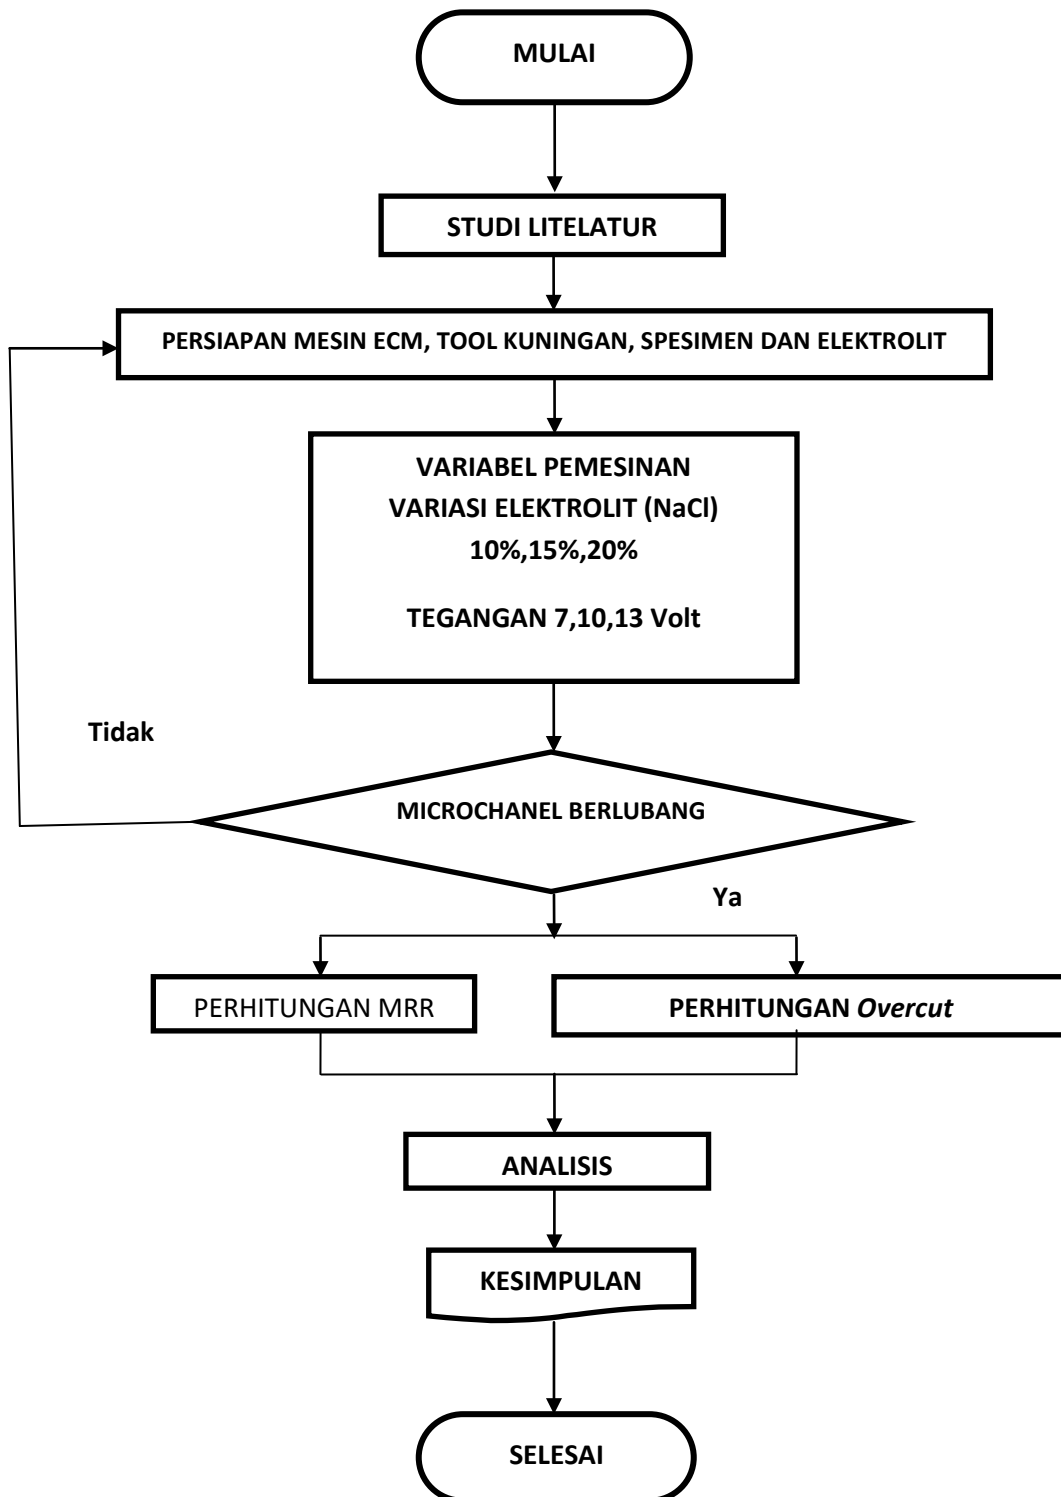 MULAI
STUDI LITELATUR
PERSIAPAN MESIN ECM, TOOL KUNINGAN, SPESIMEN DAN ELEKTROLIT
VARIABEL PEMESINAN
VARIASI ELEKTROLIT (NaCl)
10%,15%,20%
TEGANGAN 7,10,13 Volt
Tidak
MICROCHANEL BERLUBANG
Ya
PERHITUNGAN MRR
PERHITUNGAN Overcut
ANALISIS
KESIMPULAN
SELESAI